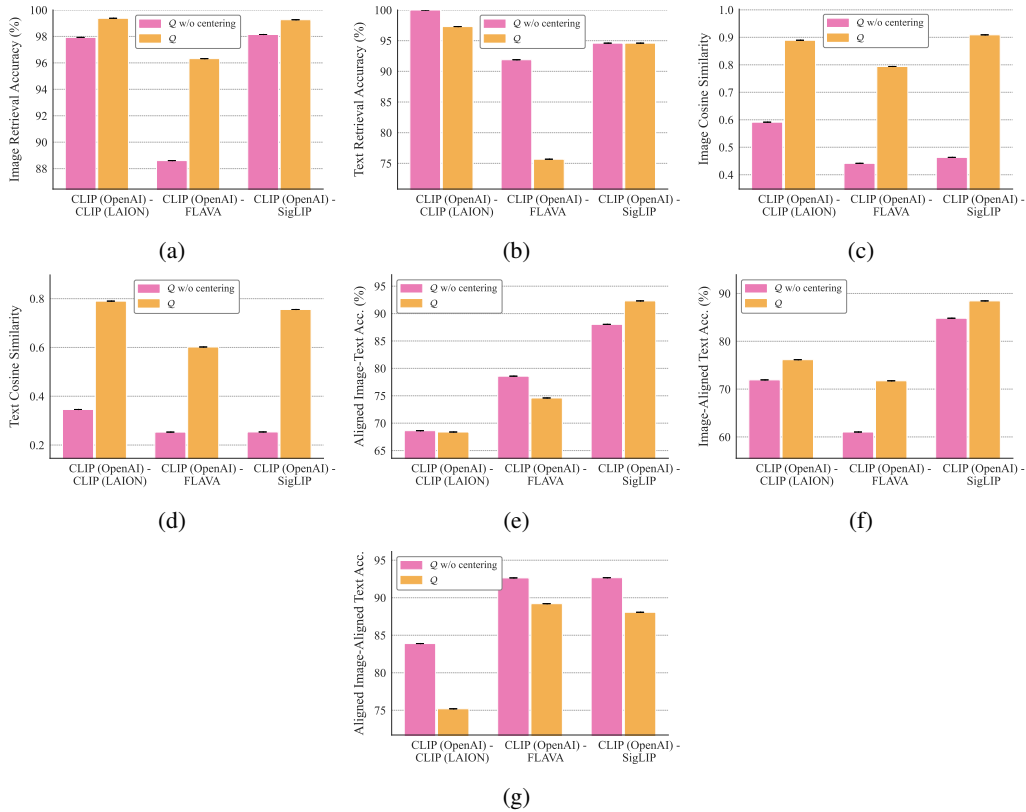 Image Retrieval Accuracy (%)
98
96
94
92
90
88
Q w/o centering
Q
CLIP (OpenAI) -
CLIP (LAION)
CLIP (OpenAI) -
FLAVA
CLIP (OpenAI) -
SigLIP
(a)
Text Retrieval Accuracy (%)
100
95
90
85
80
75
Q w/o centering
Q
CLIP (OpenAI) -
CLIP (LAION)
CLIP (OpenAI) -
FLAVA
CLIP (OpenAI) -
SigLIP
(b)
Image Cosine Similarity
1.0
0.9
0.8
0.7
0.6
0.5
0.4
Q w/o centering
Q
CLIP (OpenAI) -
CLIP (LAION)
CLIP (OpenAI) -
FLAVA
CLIP (OpenAI) -
SigLIP
(c)
Text Cosine Similarity
0.8
0.6
0.4
0.2
Q w/o centering
Q
CLIP (OpenAI) -
CLIP (LAION)
CLIP (OpenAI) -
FLAVA
CLIP (OpenAI) -
SigLIP
(d)
Aligned Image-Text Acc. (%)
95
90
85
80
75
70
65
Q w/o centering
Q
CLIP (OpenAI) -
CLIP (LAION)
CLIP (OpenAI) -
FLAVA
CLIP (OpenAI) -
SigLIP
(e)
Image-Aligned Text Acc. (%)
90
80
70
60
Q w/o centering
Q
CLIP (OpenAI) -
CLIP (LAION)
CLIP (OpenAI) -
FLAVA
CLIP (OpenAI) -
SigLIP
(f)
Aligned Image-Aligned Text Acc.
95
90
85
80
75
Q w/o centering
Q
CLIP (OpenAI) -
CLIP (LAION)
CLIP (OpenAI) -
FLAVA
CLIP (OpenAI) -
SigLIP
(g)